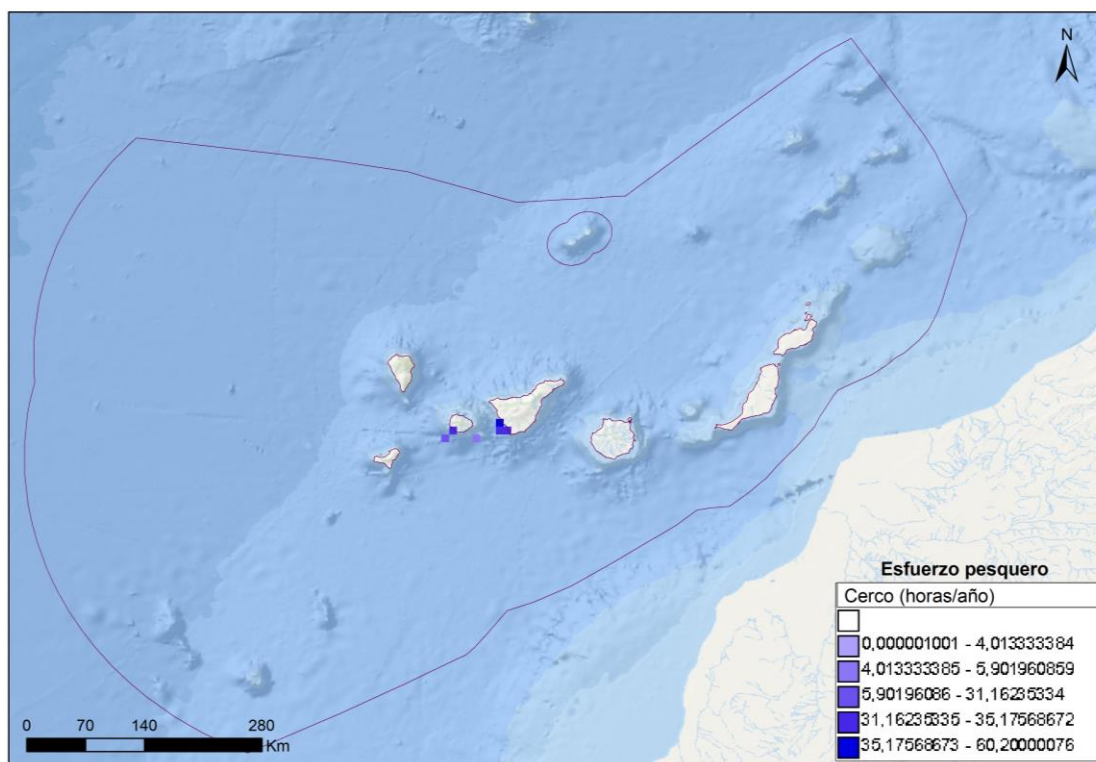 N
Esfuerzo pesquero
Cerco (horas/año)
0,000001001 - 4,013333384
4,013333385 - 5,901960859
5,90196086 - 31,16235334
31,16235335 - 35,17568672
35,17568673 - 60,20000076
0 70 140 280
Km